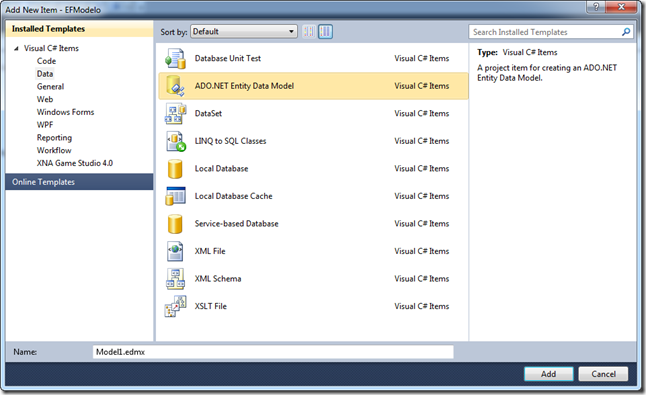 Add New Item - EFModelo
Installed Templates
Visual C# Items
Code
Data
General
Web
Windows Forms
WPF
Reporting
Workflow
XNA Game Studio 4.0
Online Templates
Sort by: Default
Database Unit Test Visual C# Items
ADO.NET Entity Data Model Visual C# Items
DataSet Visual C# Items
LINQ to SQL Classes Visual C# Items
Local Database Visual C# Items
Local Database Cache Visual C# Items
Service-based Database Visual C# Items
XML File Visual C# Items
XML Schema Visual C# Items
XSLT File Visual C# Items
Search Installed Templates
Type: Visual C# Items
A project item for creating an ADO.NET
Entity Data Model.
Name: Model1.edmx
Add Cancel